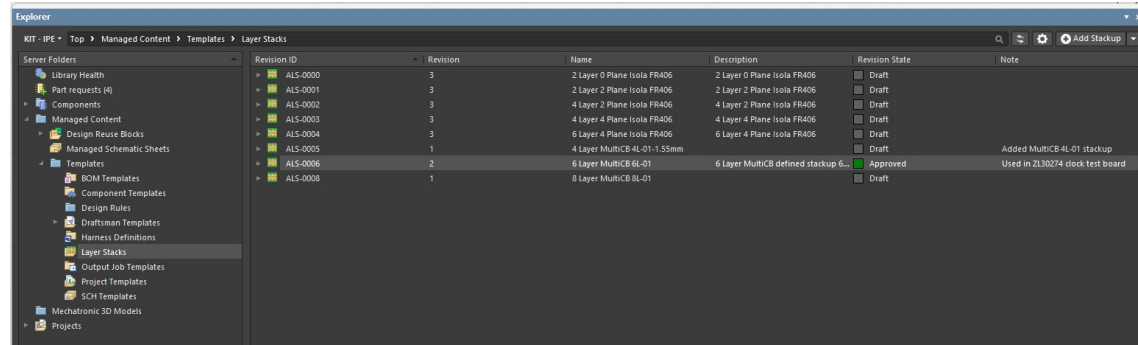 Explorer
KIT - IPE Top Managed Content Templates Layer Stacks Add Stackup
Server Folders
Library Health
Part requests (4)
Components
Managed Content
Design Reuse Blocks
Managed Schematic Sheets
Templates
BOM Templates
Component Templates
Design Rules
Draftsman Templates
Harness Definitions
Layer Stacks
Output Job Templates
Project Templates
SCH Templates
Mechatronic 3D Models
Projects
Revision ID Revision Name Description Revision State Note
ALS-0000 3 2 Layer 0 Plane Isola FR406 2 Layer 0 Plane Isola FR406 Draft
ALS-0001 3 2 Layer 2 Plane Isola FR406 2 Layer 2 Plane Isola FR406 Draft
ALS-0002 3 4 Layer 2 Plane Isola FR406 4 Layer 2 Plane Isola FR406 Draft
ALS-0003 3 4 Layer 4 Plane Isola FR406 4 Layer 4 Plane Isola FR406 Draft
ALS-0004 3 6 Layer 4 Plane Isola FR406 6 Layer 4 Plane Isola FR406 Draft
ALS-0005 1 4 Layer MultiCB 4L-01-1.55mm Draft Added MultiCB 4L-01 stackup
ALS-0006 2 6 Layer MultiCB 6L-01 6 Layer MultiCB defined stackup 6... Approved Used in ZL30274 clock test board
ALS-0008 1 8 Layer MultiCB 8L-01 Draft